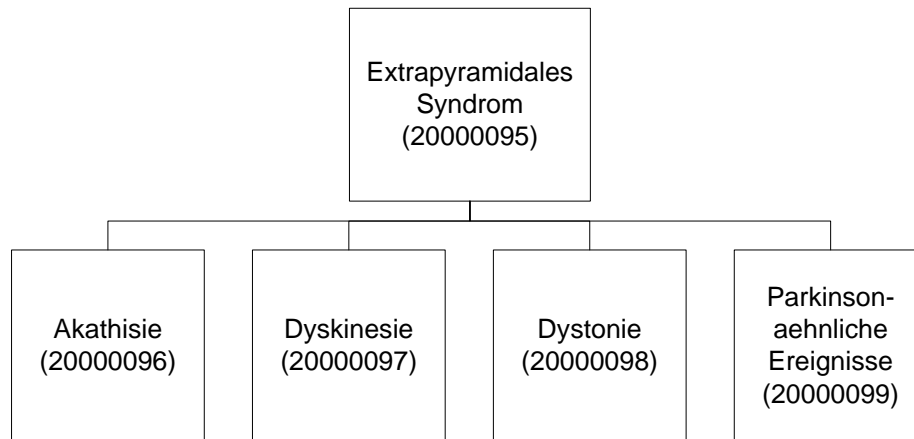 Extrapyramidales
Syndrom
(20000095)
Akathisie
(20000096)
Dyskinesie
(20000097)
Dystonie
(20000098)
Parkinson-
aehnliche
Ereignisse
(20000099)